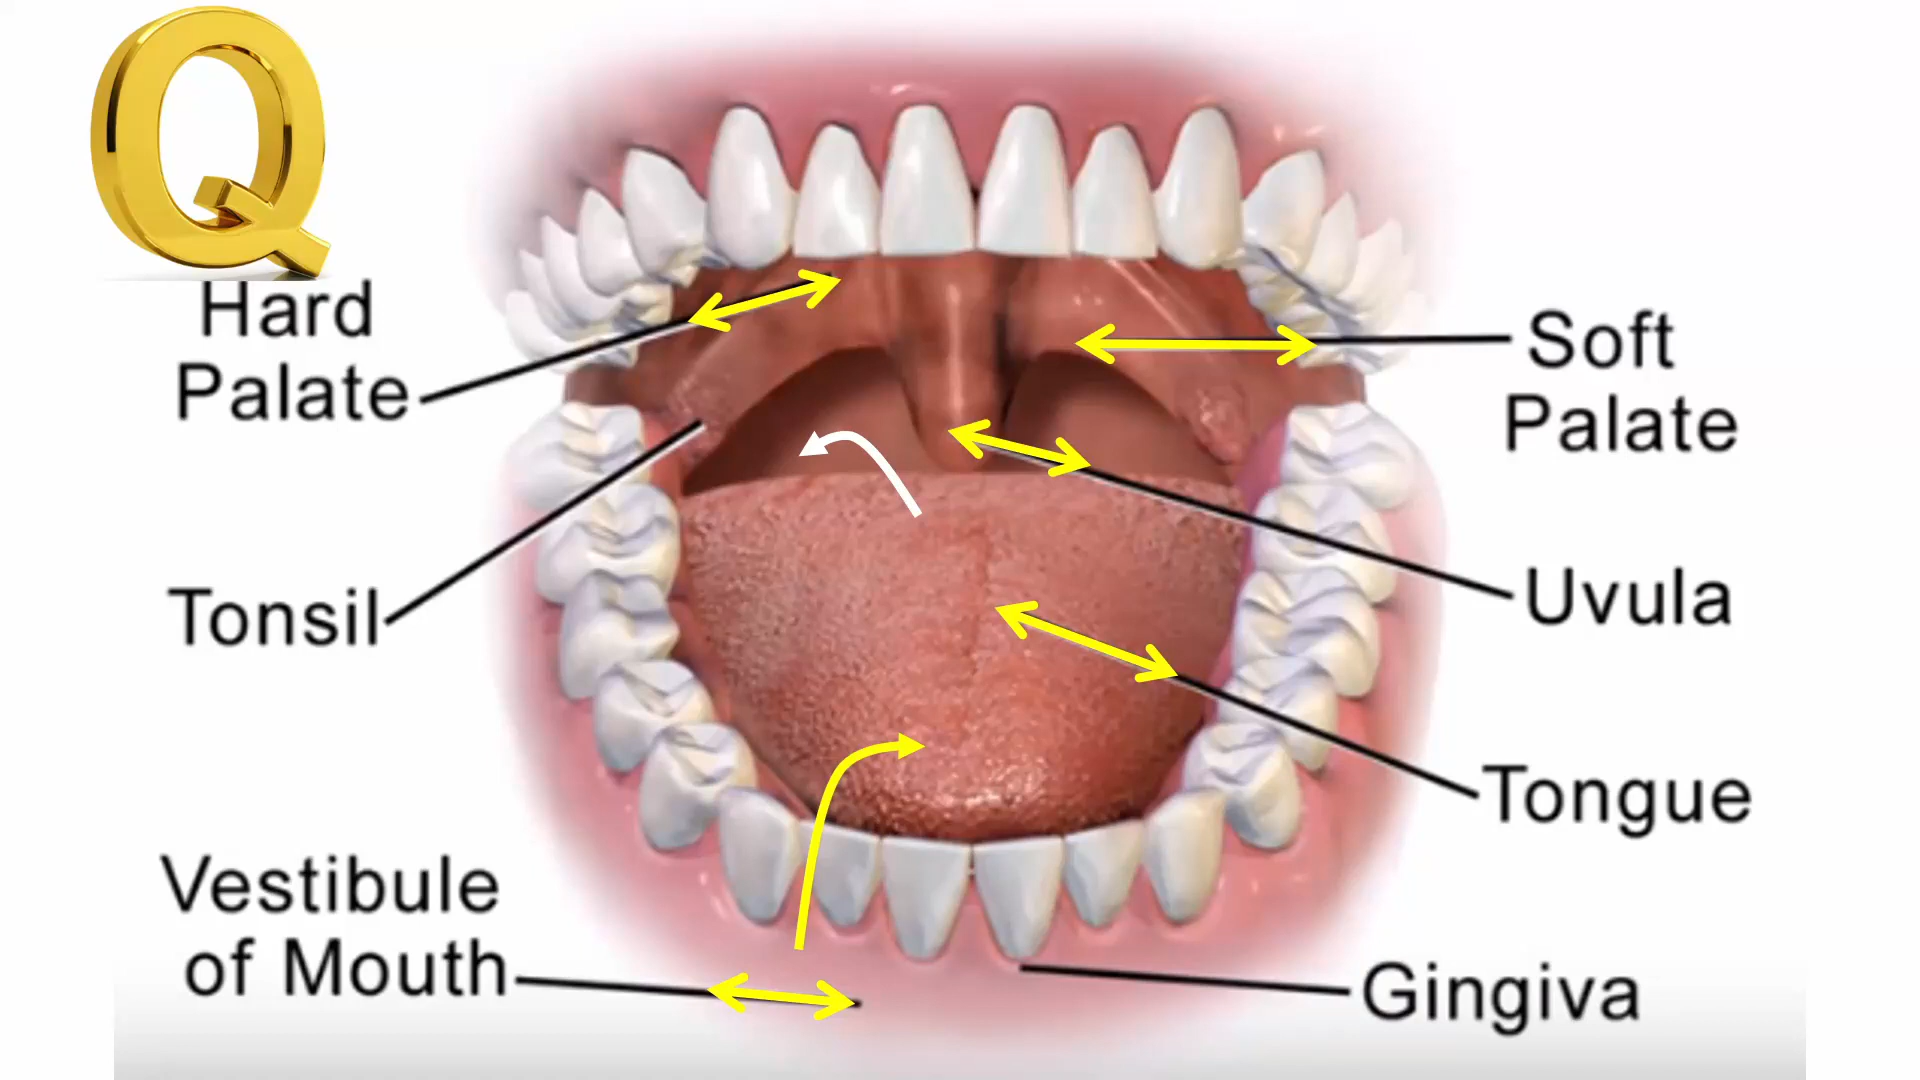 Q
Hard
Palate
Soft
Palate
Tonsil
Uvula
Tongue
Vestibule
of Mouth
Gingiva